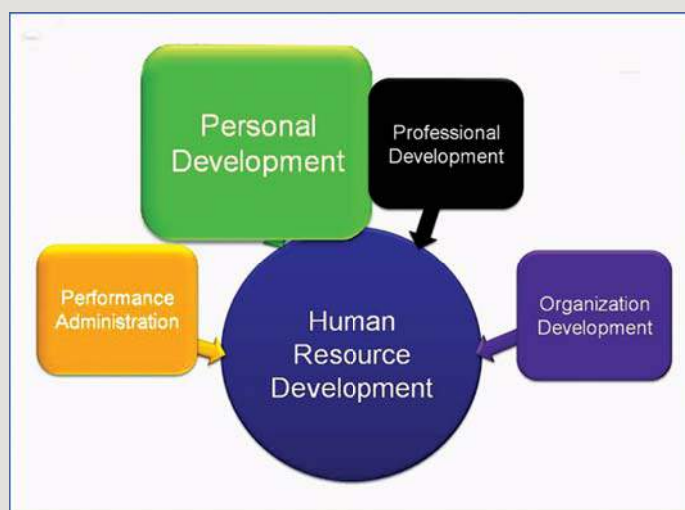 Personal
Development
Professional
Development
Performance
Administration
Organization
Development
Human
Resource
Development